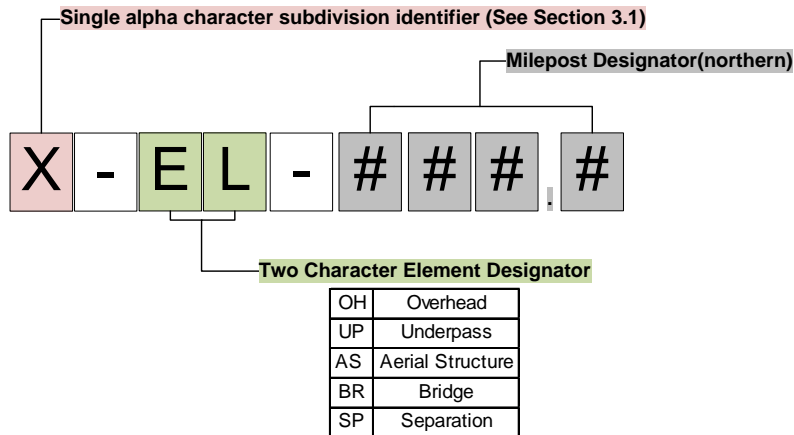 Single alpha character subdivision identifier (See Section 3.1)
Milepost Designator(northern)
X - E L - # # # . #
Two Character Element Designator
OH Overhead
UP Underpass
AS Aerial Structure
BR Bridge
SP Separation